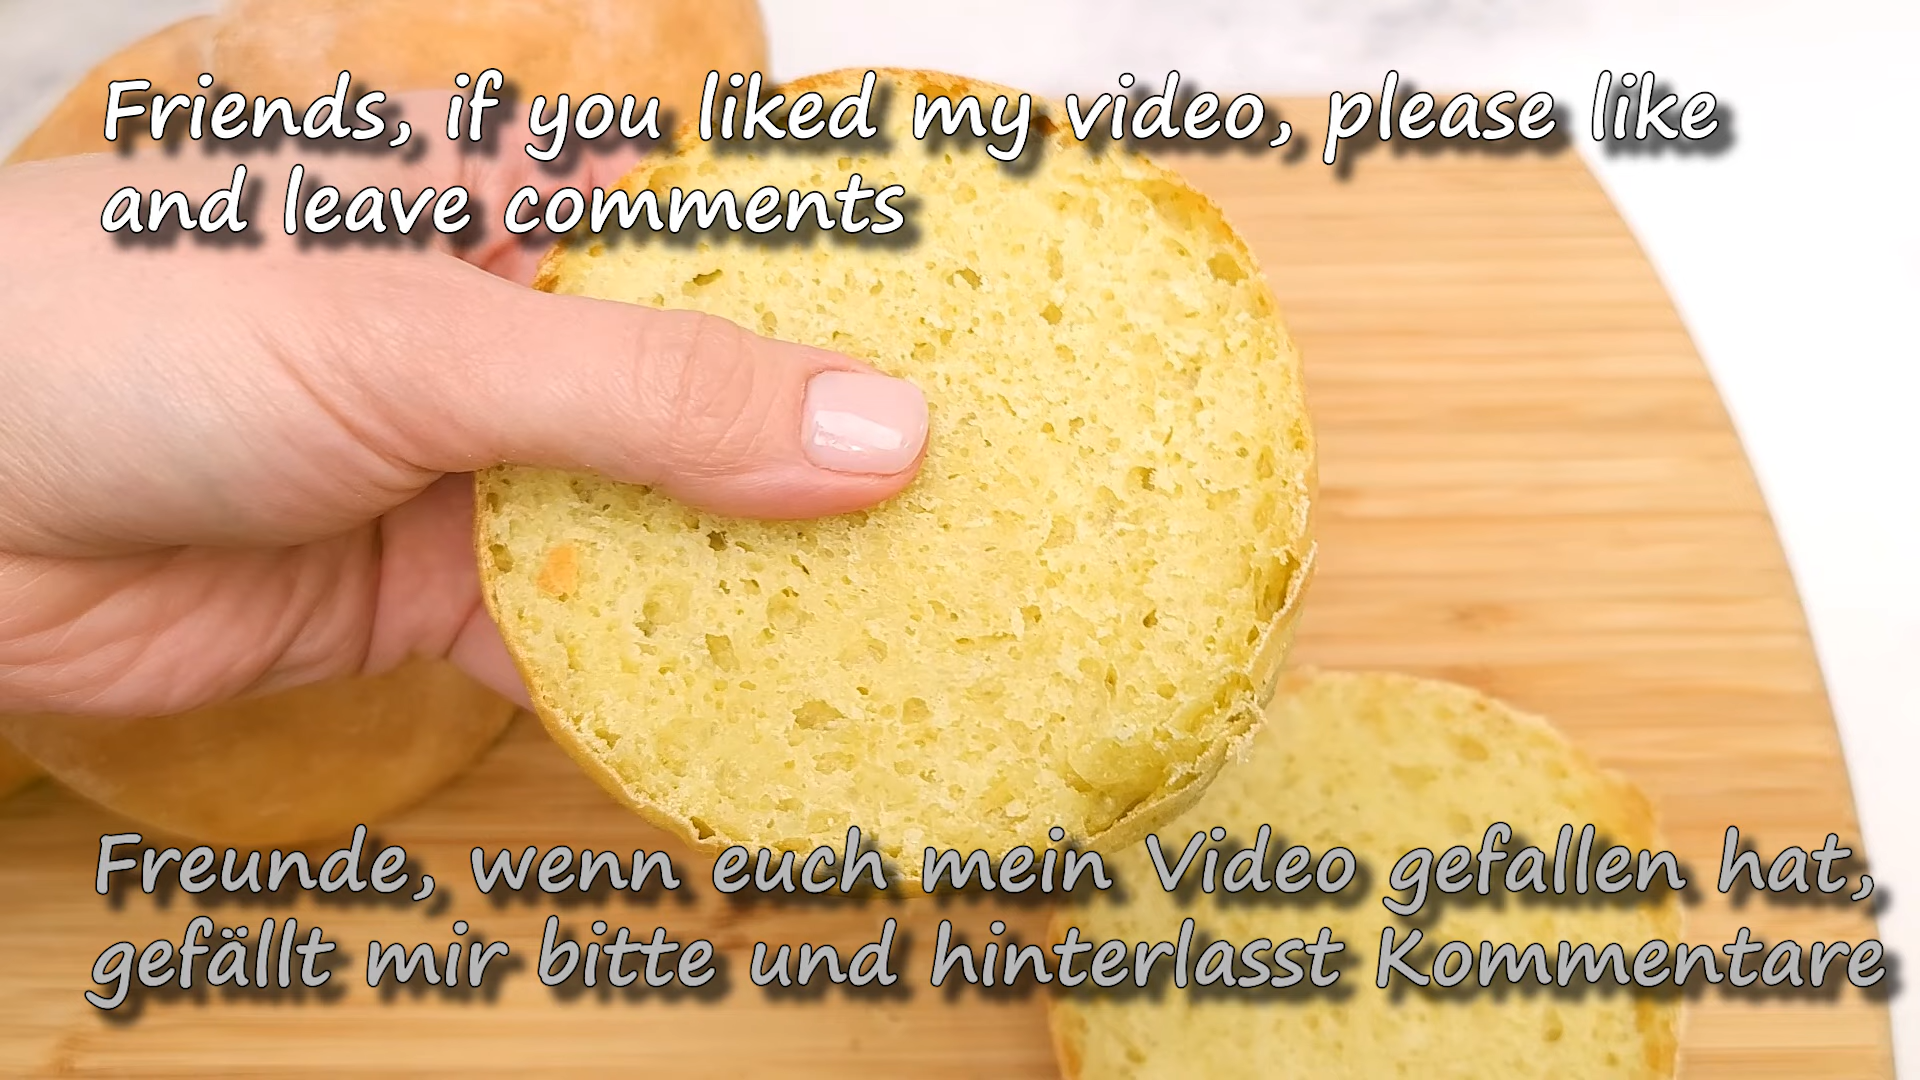 Friends, if you liked my video, please like
and leave comments
Freunde, wenn euch mein Video gefallen hat,
gefällt mir bitte und hinterlasst Kommentare